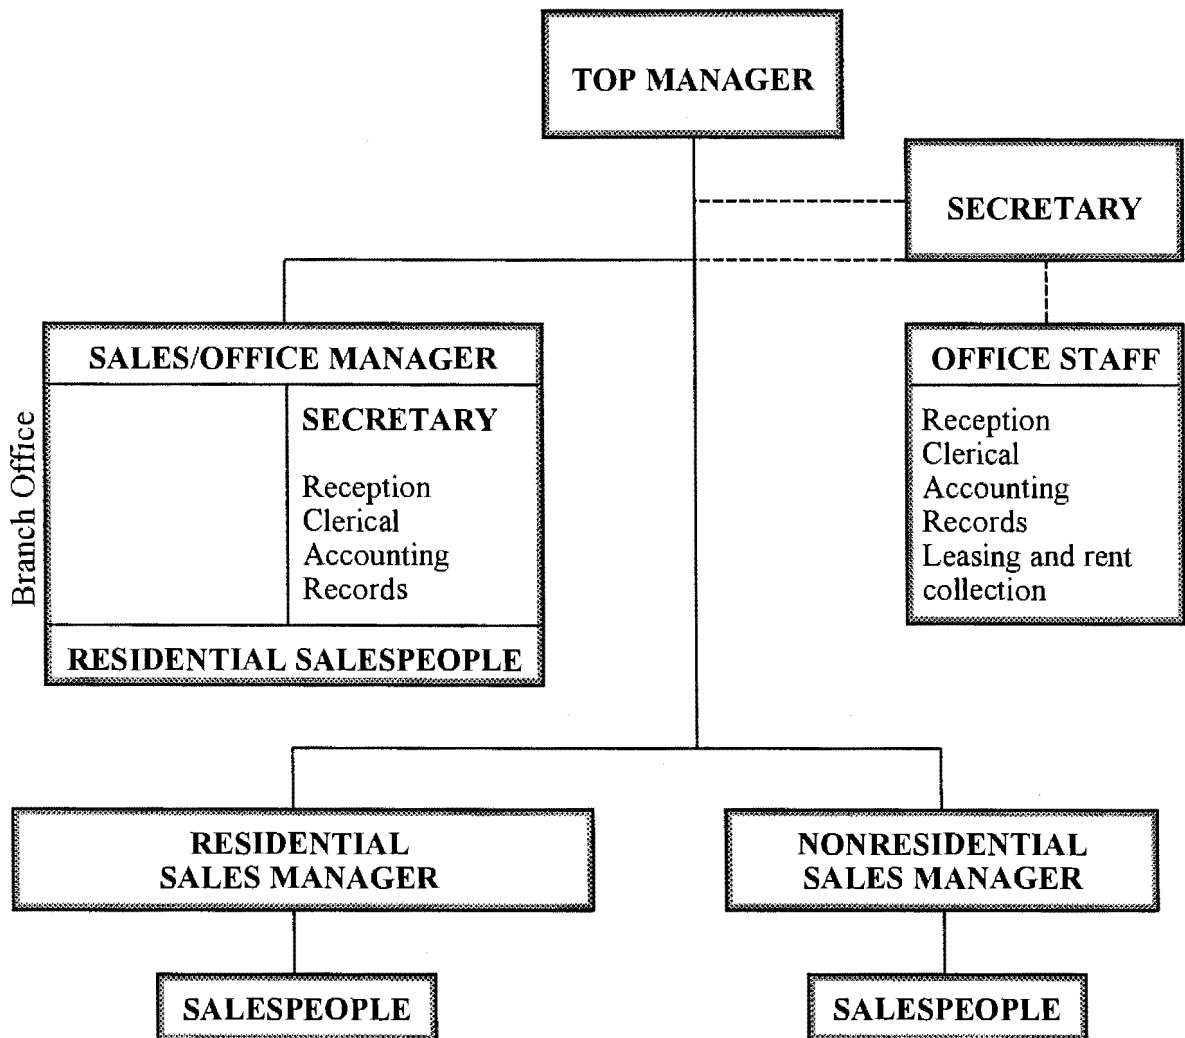 TOP MANAGER
SECRETARY
SALES/OFFICE MANAGER
Branch Office
SECRETARY
Reception
Clerical
Accounting
Records
RESIDENTIAL SALESPEOPLE
OFFICE STAFF
Reception
Clerical
Accounting
Records
Leasing and rent
collection
RESIDENTIAL
SALES MANAGER
SALESPEOPLE
NONRESIDENTIAL
SALES MANAGER
SALESPEOPLE